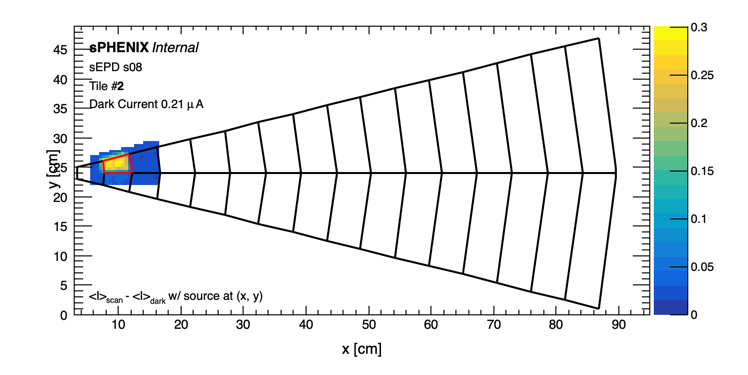 sPHENIX Internal
sEPD s08
Tile #2
Dark Current 0.21 μA
<I>scan - <I>dark w/ source at (x, y)
y [cm]
45
40
35
30
25
20
15
10
5
0
10 20 30 40 50 60 70 80 90
x [cm]
0.3
0.25
0.2
0.15
0.1
0.05
0